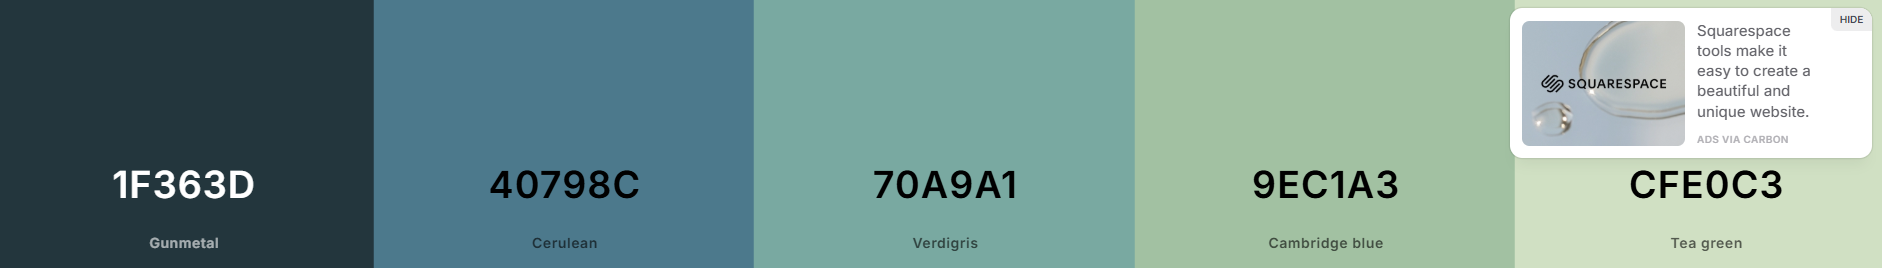 HIDE
Squarespace
tools make it
easy to create a
beautiful and
unique website.
SQUARESPACE
ADS VIA CARBON
1F363D
40798C
70A9A1
9EC1A3
CFE0C3
Gunmetal
Cerulean
Verdigris
Cambridge blue
Tea green